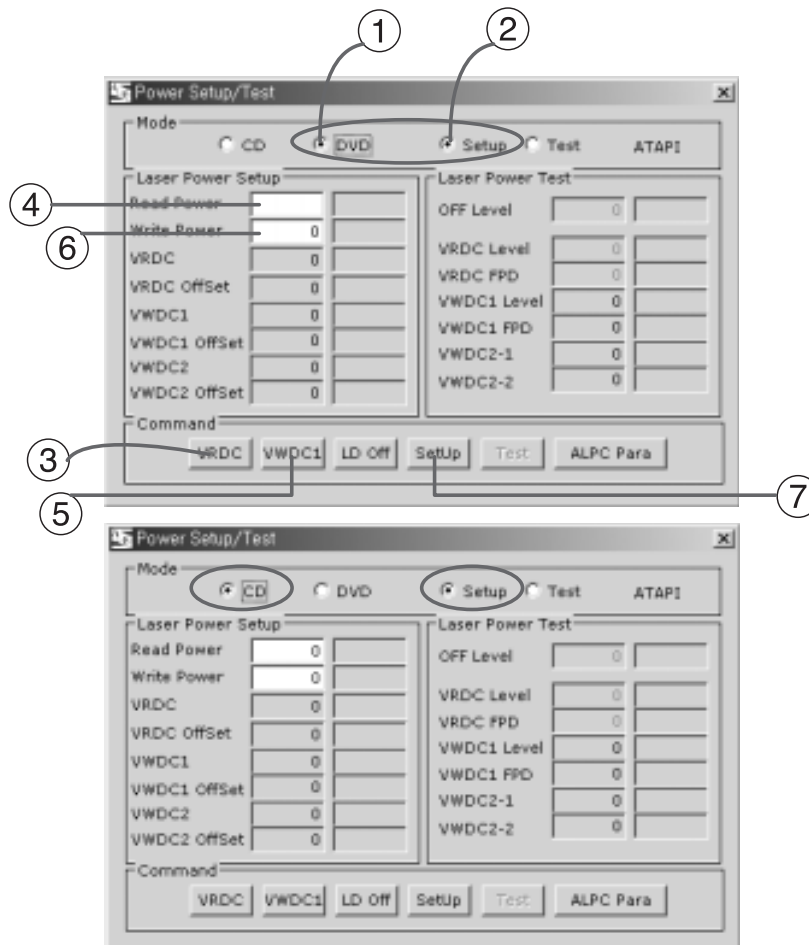 1 2
Power Setup/Test
Mode
CD DVD Setup Test ATAPI
Laser Power Setup Laser Power Test
4 Read Power
OFF Level 0
6 Write Power 0
VRDC 0
VRDC Level 0
VRDC OffSet 0
VRDC FPD 0
VWDC1 0
VWDC1 Level 0
VWDC1 OffSet 0
VWDC1 FPD 0
VWDC2 0
VWDC2-1 0
VWDC2 OffSet 0
VWDC2-2 0
Command
3 VRDC VWDC1 LD Off SetUp Test ALPC Para
5 7
Power Setup/Test
Mode
CD DVD Setup Test ATAPI
Laser Power Setup Laser Power Test
Read Power 0
OFF Level 0
Write Power 0
VRDC 0
VRDC Level 0
VRDC OffSet 0
VRDC FPD 0
VWDC1 0
VWDC1 Level 0
VWDC1 OffSet 0
VWDC1 FPD 0
VWDC2 0
VWDC2-1 0
VWDC2 OffSet 0
VWDC2-2 0
Command
VRDC VWDC1 LD Off SetUp Test ALPC Para